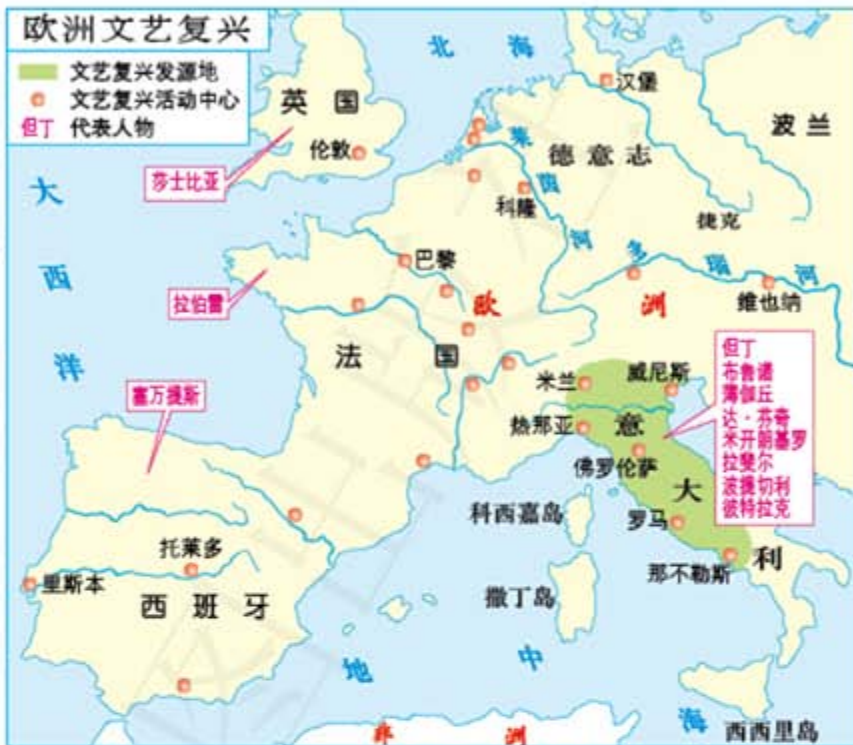 欧洲文艺复兴
文艺复兴发源地
文艺复兴活动中心
但丁 代表人物
北海
汉堡
英国
波兰
伦敦
莱茵河
德意志
莎士比亚
大西洋
科隆
捷克
巴黎
多瑙河
拉伯雷
欧洲
维也纳
法国
但丁
布鲁诺
薄伽丘
达·芬奇
米开朗基罗
拉斐尔
波提切利
彼特拉克
米兰
威尼斯
塞万提斯
热那亚
意大利
佛罗伦萨
科西嘉岛
罗马
托莱多
那不勒斯
里斯本
西班牙
撒丁岛
地中海
非洲
西西里岛